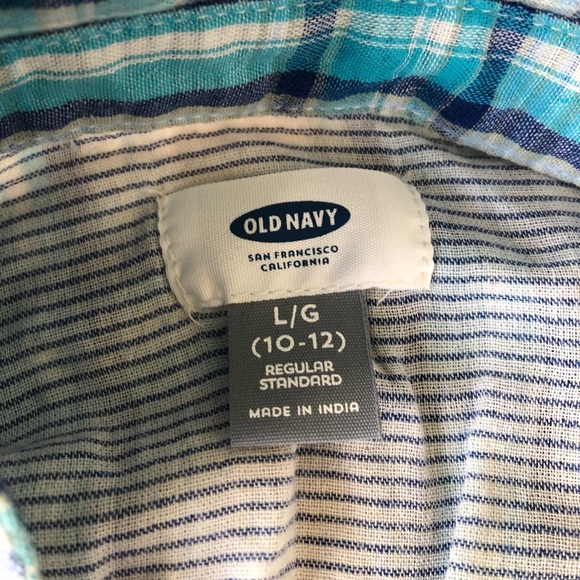 OLD NAVY
SAN FRANCISCO
CALIFORNIA
L/G
(10-12)
REGULAR
STANDARD
MADE IN INDIA